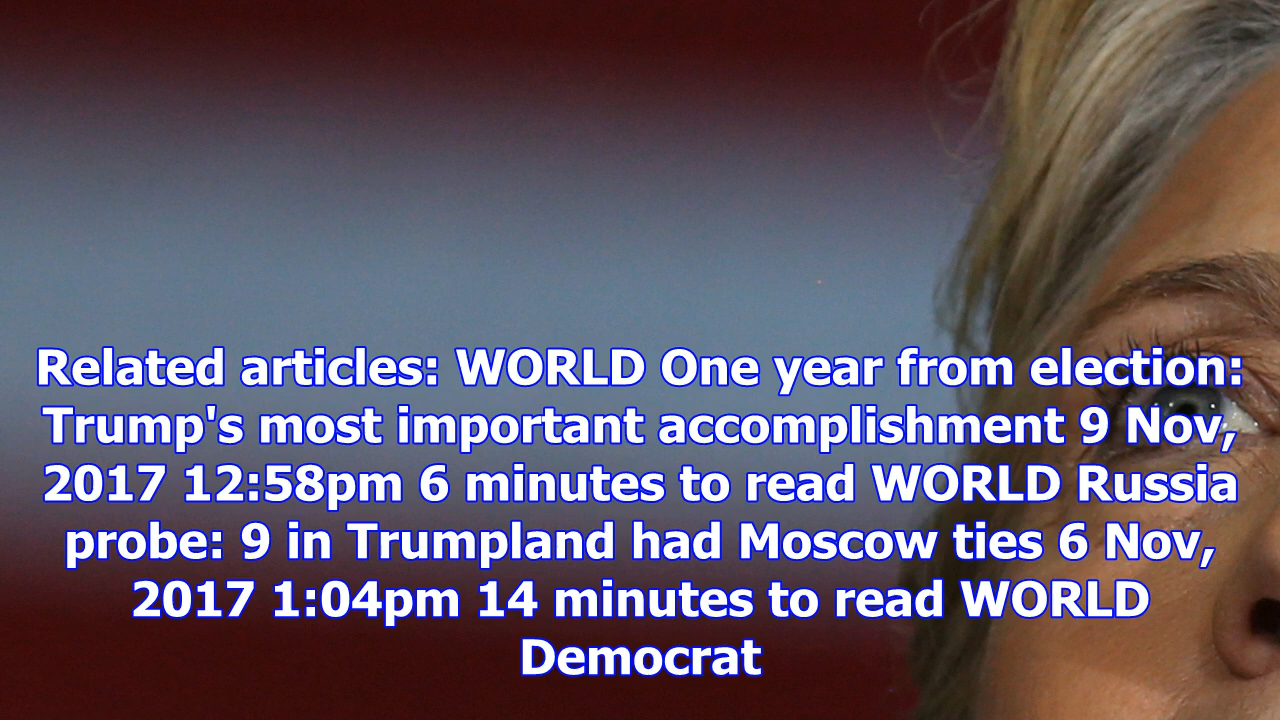 Related articles: WORLD One year from election:
Trump's most important accomplishment 9 Nov,
2017 12:58pm 6 minutes to read WORLD Russia
probe: 9 in Trumpland had Moscow ties 6 Nov,
2017 1:04pm 14 minutes to read WORLD
Democrat